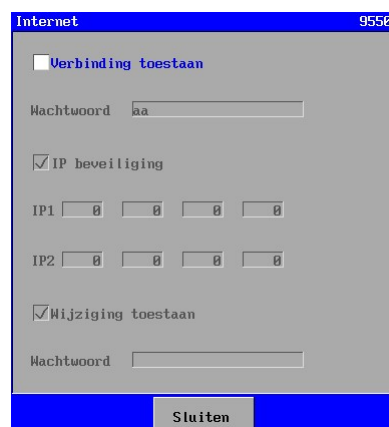 Internet 9550
Verbinding toestaan
Wachtwoord aa
IP beveiliging
IP1 0 0 0 0
IP2 0 0 0 0
Wijziging toestaan
Wachtwoord
Sluiten